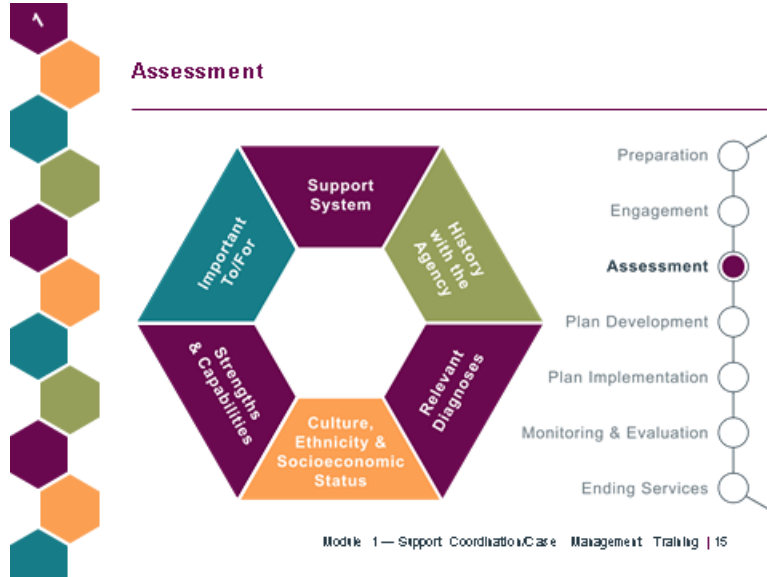 1
Assessment
Support
System
History
with the
Agency
Relevant
Diagnoses
Culture,
Ethnicity &
Socioeconomic
Status
Strengths
& Capabilities
Important
To/For
Preparation
Engagement
Assessment
Plan Development
Plan Implementation
Monitoring & Evaluation
Ending Services
Module 1— Support Coordination/Case Management Training | 15